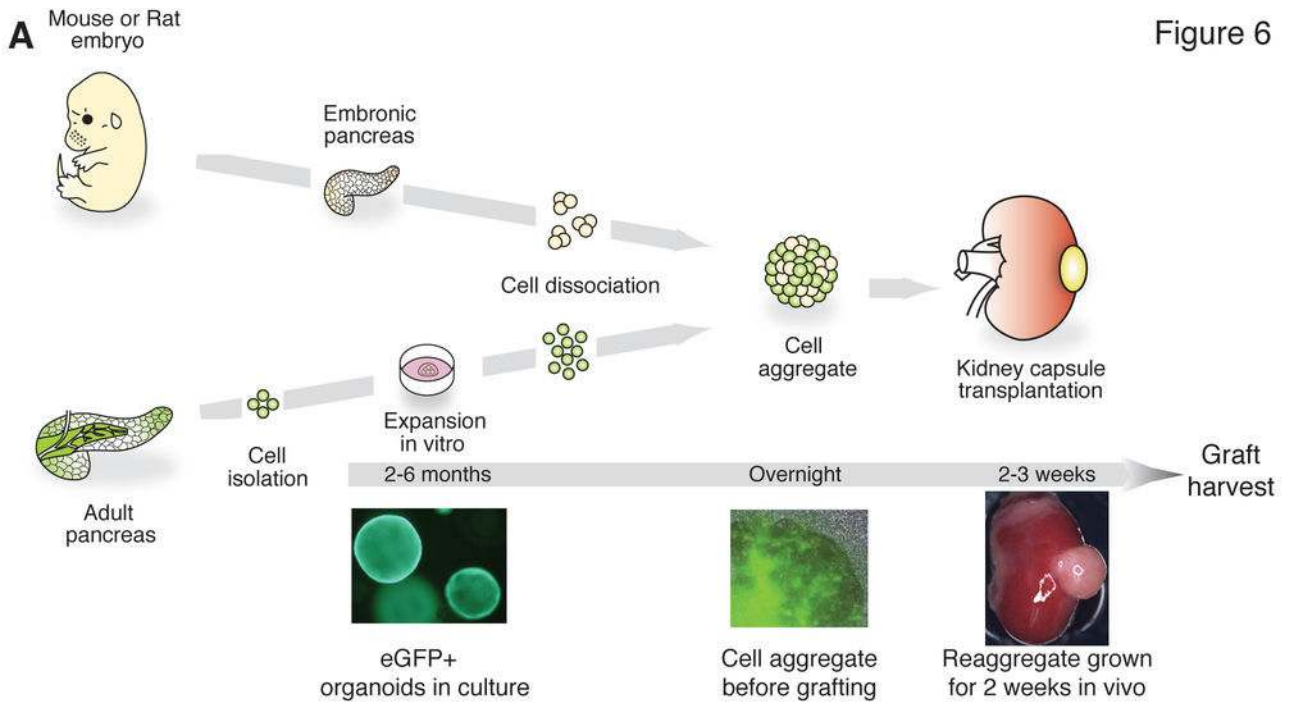 A
Mouse or Rat
embryo
Figure 6
Embronic
pancreas
Cell dissociation
Cell
aggregate
Kidney capsule
transplantation
Expansion
in vitro
Cell
isolation
Adult
pancreas
2-6 months
Overnight
2-3 weeks
Graft
harvest
eGFP+
organoids in culture
Cell aggregate
before grafting
Reaggregate grown
for 2 weeks in vivo